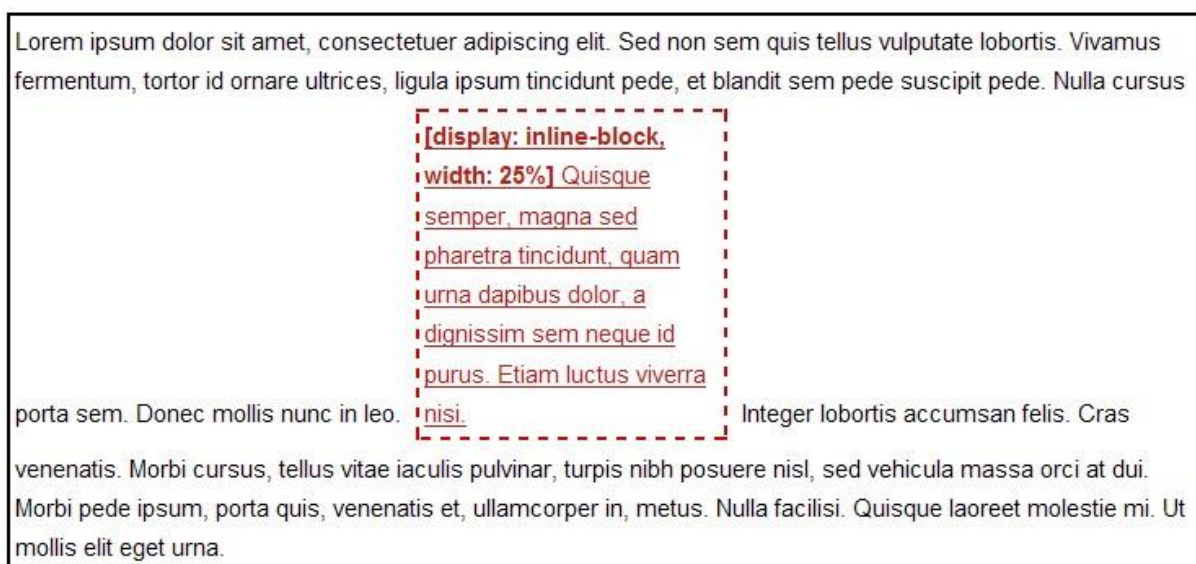 Lorem ipsum dolor sit amet, consectetuer adipiscing elit. Sed non sem quis tellus vulputate lobortis. Vivamus
fermentum, tortor id ornare ultrices, ligula ipsum tincidunt pede, et blandit sem pede suscipit pede. Nulla cursus
[display: inline-block,
width: 25%] Quisque
semper, magna sed
pharetra tincidunt, quam
urna dapibus dolor, a
dignissim sem neque id
purus. Etiam luctus viverra
porta sem. Donec mollis nunc in leo. nisi. Integer lobortis accumsan felis. Cras
venenatis. Morbi cursus, tellus vitae iaculis pulvinar, turpis nibh posuere nisl, sed vehicula massa orci at dui.
Morbi pede ipsum, porta quis, venenatis et, ullamcorper in, metus. Nulla facilisi. Quisque laoreet molestie mi. Ut
mollis elit eget urna.